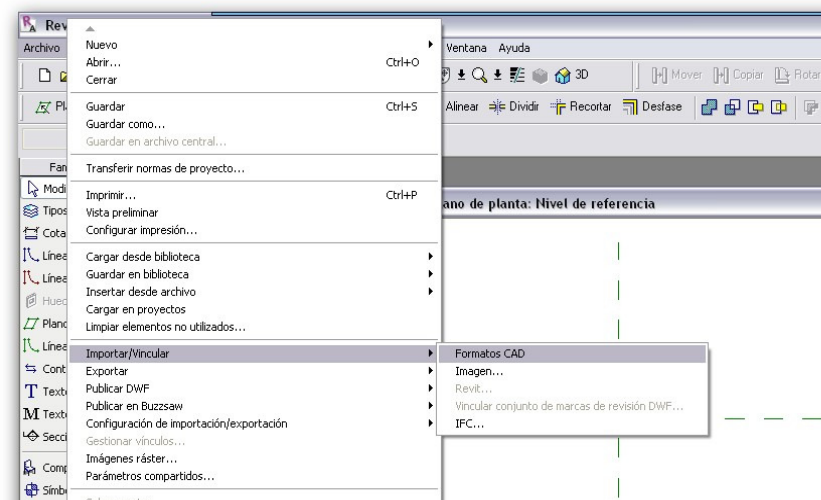 Rev
Archivo
Ventana Ayuda
Nuevo
Abrir... Ctrl+O
Cerrar
Guardar Ctrl+S
Guardar como...
Guardar en archivo central...
Transferir normas de proyecto...
Imprimir... Ctrl+P
Vista preliminar
Configurar impresión...
Cargar desde biblioteca
Guardar en biblioteca
Insertar desde archivo
Cargar en proyectos
Limpiar elementos no utilizados...
Importar/Vincular
Exportar
Publicar DWF
Publicar en Buzzsaw
Configuración de importación/exportación
Gestionar vínculos...
Imágenes ráster...
Parámetros compartidos...
Formatos CAD
Imagen...
Revit...
Vincular conjunto de marcas de revisión DWF...
IFC...
3D Mover Copiar Rotar
Alinear Dividir Recortar Desfase
ano de planta: Nivel de referencia
Pl
Fan
Modi
Tipos
Cota
Línea
Línea
Huec
Plano
Línea
Cont
Text
Text
Secci
Comp
Símb